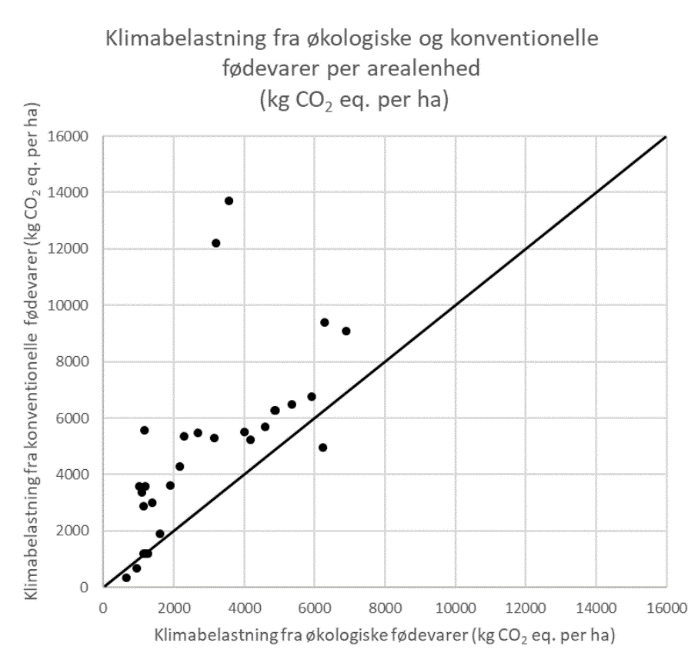 Klimabelastning fra økologiske og konventionelle
fødevarer per arealenhed
(kg CO₂ eq. per ha)
Klimabelastning fra konventionelle fødevarer (kg CO₂ eq. per ha)
16000
14000
12000
10000
8000
6000
4000
2000
0
0 2000 4000 6000 8000 10000 12000 14000 16000
Klimabelastning fra økologiske fødevarer (kg CO₂ eq. per ha)